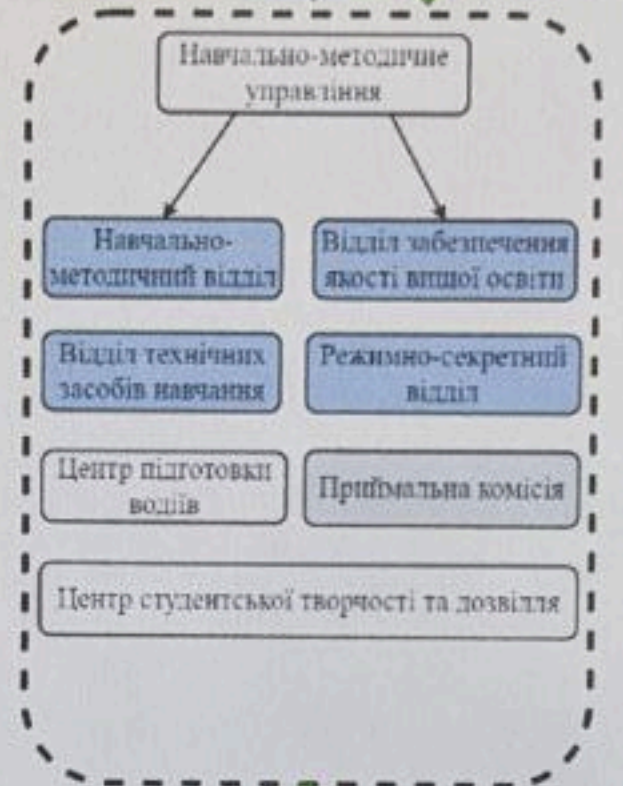 Навчально-методичне
управління
Навчально-
методичний відділ
Відділ забезпечення
якості вищої освіти
Відділ технічних
засобів навчання
Режимно-секретний
відділ
Центр підготовки
водіїв
Приймальна комісія
Центр студентської творчості та дозвілля